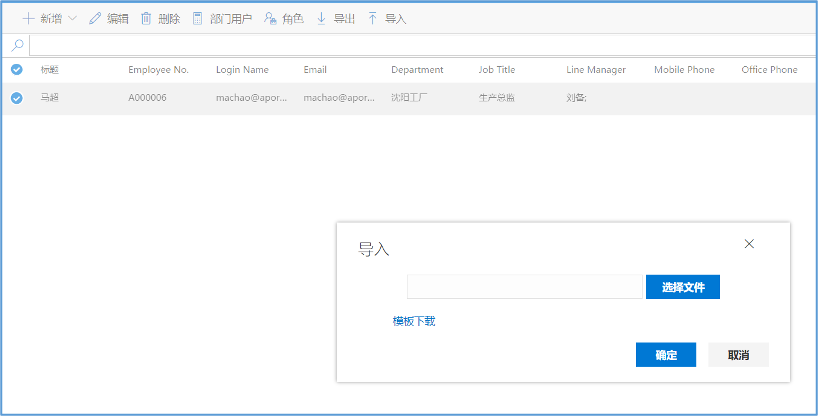 新增 编辑 删除 部门用户 角色 导出 导入
标题 Employee No. Login Name Email Department Job Title Line Manager Mobile Phone Office Phone
马超 A000006 machao@apor... machao@apor... 沈阳工厂 生产总监 刘备;
导入
选择文件
模板下载
确定 取消